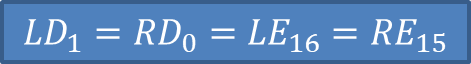 LD₁ = RD₀ = LE₁₆ = RE₁₅